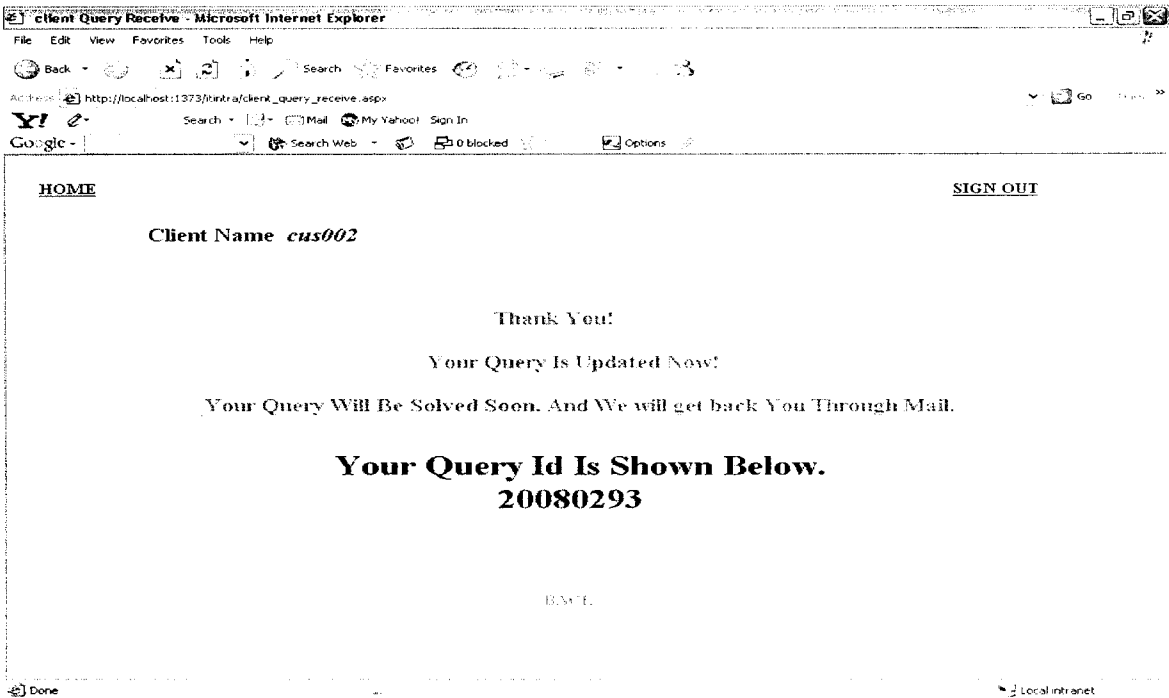 client Query Receive - Microsoft Internet Explorer
File Edit View Favorites Tools Help
Back Search Favorites
Address http://localhost:1373/itintra/client_query_receive.aspx Go
Y! Search Mail My Yahoo! Sign In
Google Search Web 0 blocked Options
HOME SIGN OUT
Client Name cus002
Thank You!
Your Query Is Updated Now!
Your Query Will Be Solved Soon. And We will get back You Through Mail.
Your Query Id Is Shown Below.
20080293
BACK
Done Local intranet